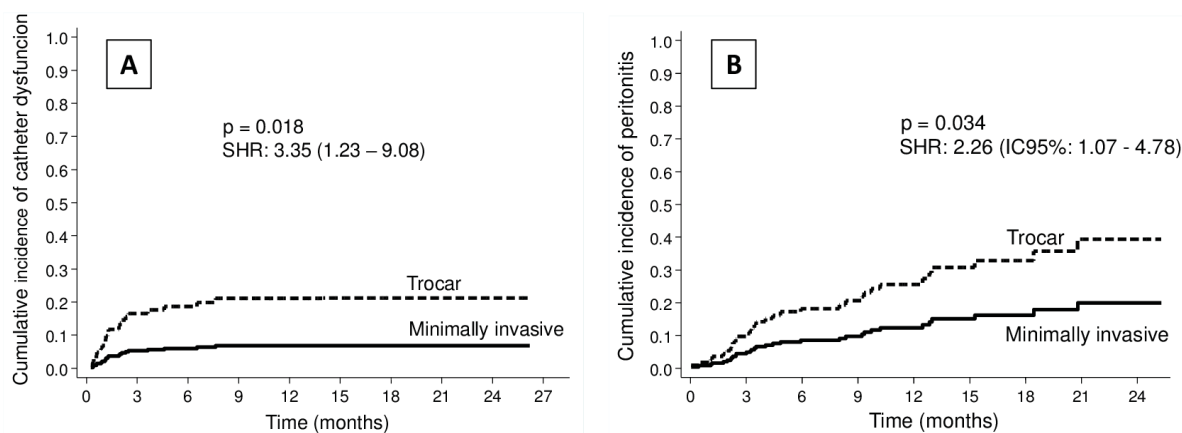 A
Cumulative incidence of catheter dysfuncion
1.0
0.9
0.8
0.7
0.6
0.5
0.4
0.3
0.2
0.1
0.0
p = 0.018
SHR: 3.35 (1.23 – 9.08)
Trocar
Minimally invasive
0 3 6 9 12 15 18 21 24 27
Time (months)
B
Cumulative incidence of peritonitis
1.0
0.9
0.8
0.7
0.6
0.5
0.4
0.3
0.2
0.1
0.0
p = 0.034
SHR: 2.26 (IC95%: 1.07 - 4.78)
Trocar
Minimally invasive
0 3 6 9 12 15 18 21 24
Time (months)